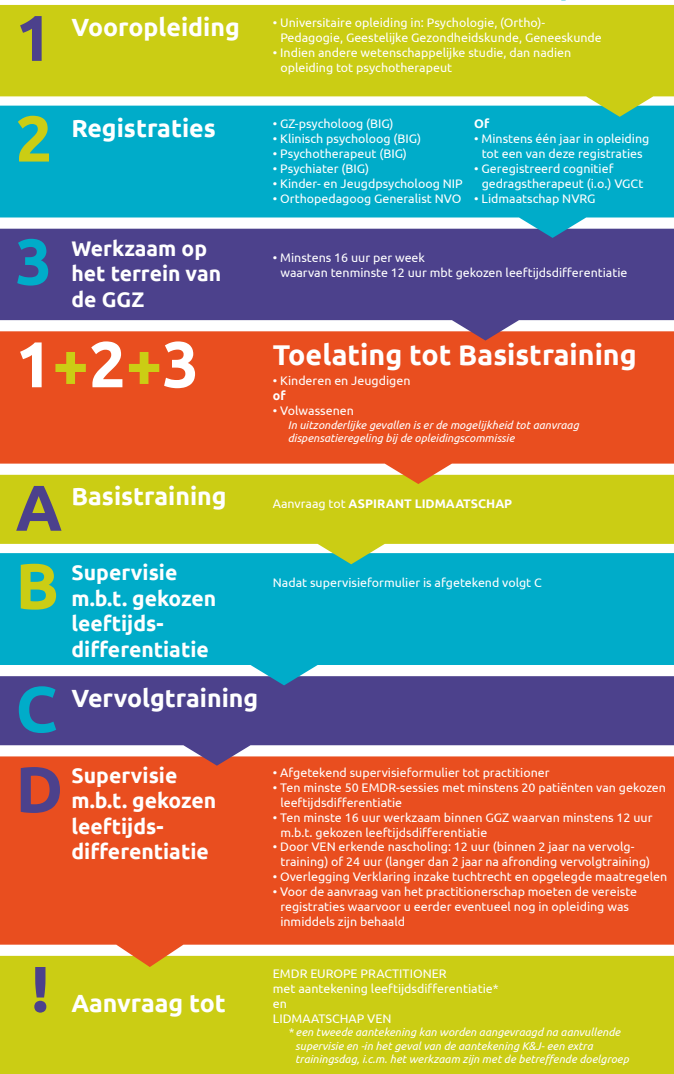 1
Vooropleiding
• Universitaire opleiding in: Psychologie, (Ortho)-
Pedagogie, Geestelijke Gezondheidskunde, Geneeskunde
• Indien andere wetenschappelijke studie, dan nadien
opleiding tot psychotherapeut
2
Registraties
• GZ-psycholoog (BIG)
• Klinisch psycholoog (BIG)
• Psychotherapeut (BIG)
• Psychiater (BIG)
• Kinder- en Jeugdpsycholoog NIP
• Orthopedagoog Generalist NVO
Of
• Minstens één jaar in opleiding
tot een van deze registraties
• Geregistreerd cognitief
gedragstherapeut (i.o.) VGCt
• Lidmaatschap NVRG
3
Werkzaam op
het terrein van
de GGZ
• Minstens 16 uur per week
waarvan tenminste 12 uur mbt gekozen leeftijdsdifferentiatie
1+2+3
Toelating tot Basistraining
• Kinderen en Jeugdigen
of
• Volwassenen
In uitzonderlijke gevallen is er de mogelijkheid tot aanvraag
dispensatieregeling bij de opleidingscommissie
A
Basistraining
Aanvraag tot ASPIRANT LIDMAATSCHAP
B
Supervisie
m.b.t. gekozen
leeftijds-
differentiatie
Nadat supervisieformulier is afgetekend volgt C
C
Vervolgtraining
D
Supervisie
m.b.t. gekozen
leeftijds-
differentiatie
• Afgetekend supervisieformulier tot practitioner
• Ten minste 50 EMDR-sessies met minstens 20 patiënten van gekozen
leeftijdsdifferentiatie
• Ten minste 16 uur werkzaam binnen GGZ waarvan minstens 12 uur
m.b.t. gekozen leeftijdsdifferentiatie
• Door VEN erkende nascholing: 12 uur (binnen 2 jaar na vervolg-
training) of 24 uur (langer dan 2 jaar na afronding vervolgtraining)
• Overlegging Verklaring inzake tuchtrecht en opgelegde maatregelen
• Voor de aanvraag van het practitionerschap moeten de vereiste
registraties waarvoor u eerder eventueel nog in opleiding was
inmiddels zijn behaald
!
Aanvraag tot
EMDR EUROPE PRACTITIONER
met aantekening leeftijdsdifferentiatie*
en
LIDMAATSCHAP VEN
* een tweede aantekening kan worden aangevraagd na aanvullende
supervisie en -in het geval van de aantekening K&J- een extra
trainingsdag, i.c.m. het werkzaam zijn met de betreffende doelgroep